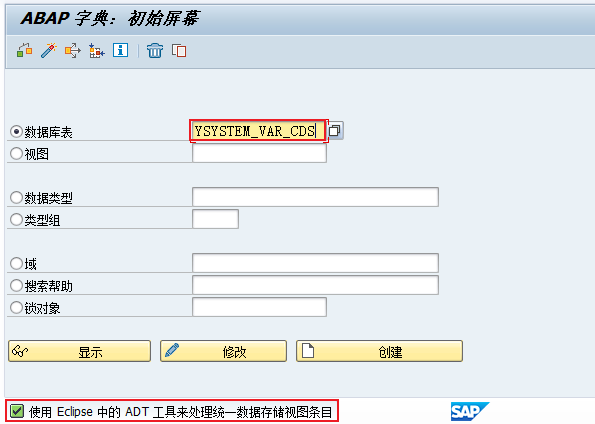 ABAP 字典: 初始屏幕
数据库表 YSYSTEM_VAR_CDS
视图
数据类型
类型组
域
搜索帮助
锁对象
显示 修改 创建
使用 Eclipse 中的 ADT 工具来处理统一数据存储视图条目 SAP